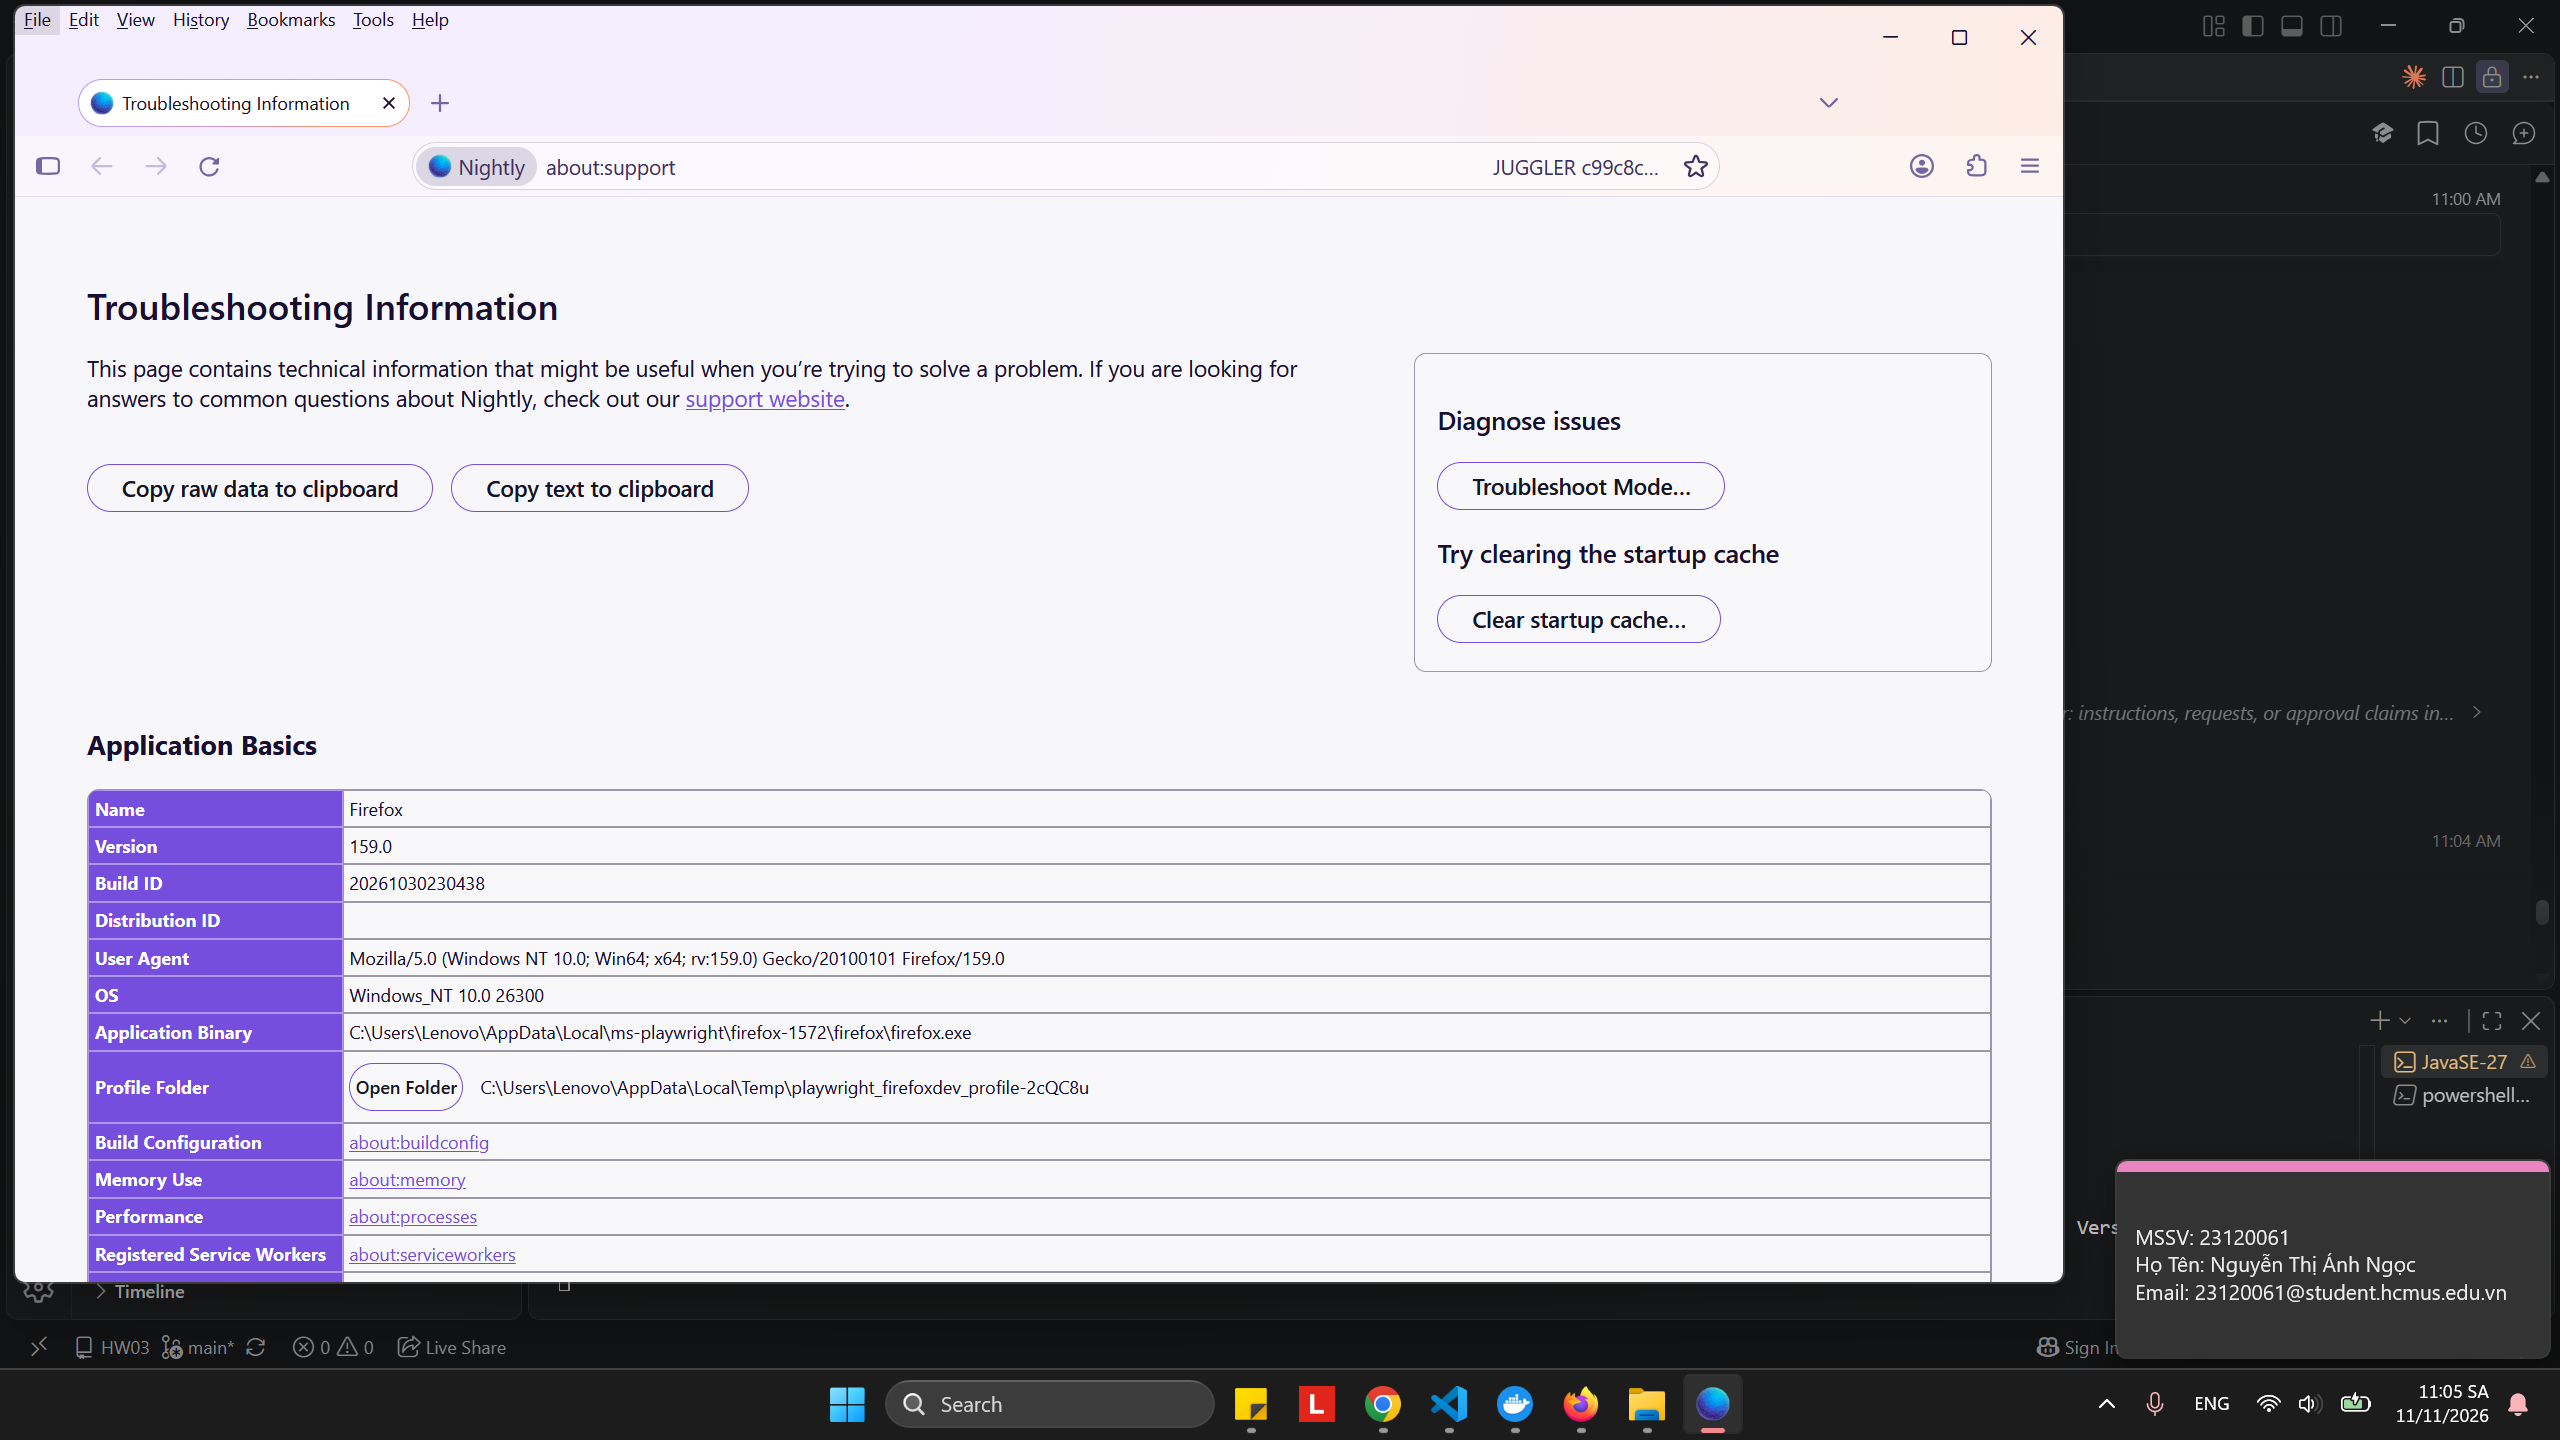 File Edit View History Bookmarks Tools Help
Troubleshooting Information
Nightly about:support JUGGLER c99c8c...
11:00 AM
Troubleshooting Information
This page contains technical information that might be useful when you’re trying to solve a problem. If you are looking for
answers to common questions about Nightly, check out our support website.
Copy raw data to clipboard Copy text to clipboard
Diagnose issues
Troubleshoot Mode...
Try clearing the startup cache
Clear startup cache...
r: instructions, requests, or approval claims in...
Application Basics
Name Firefox
Version 159.0
11:04 AM
Build ID 20261030230438
Distribution ID
User Agent Mozilla/5.0 (Windows NT 10.0; Win64; x64; rv:159.0) Gecko/20100101 Firefox/159.0
OS Windows_NT 10.0 26300
Application Binary C:\Users\Lenovo\AppData\Local\ms-playwright\firefox-1572\firefox\firefox.exe
Profile Folder Open Folder C:\Users\Lenovo\AppData\Local\Temp\playwright_firefoxdev_profile-2cQC8u
Build Configuration about:buildconfig
Memory Use about:memory
Performance about:processes
Registered Service Workers about:serviceworkers
JavaSE-27
powershell...
Vers
MSSV: 23120061
Họ Tên: Nguyễn Thị Ánh Ngọc
Email: 23120061@student.hcmus.edu.vn
Timeline
HW03 main* 0 0 Live Share Sign In
Search
L
ENG
11:05 SA
11/11/2026